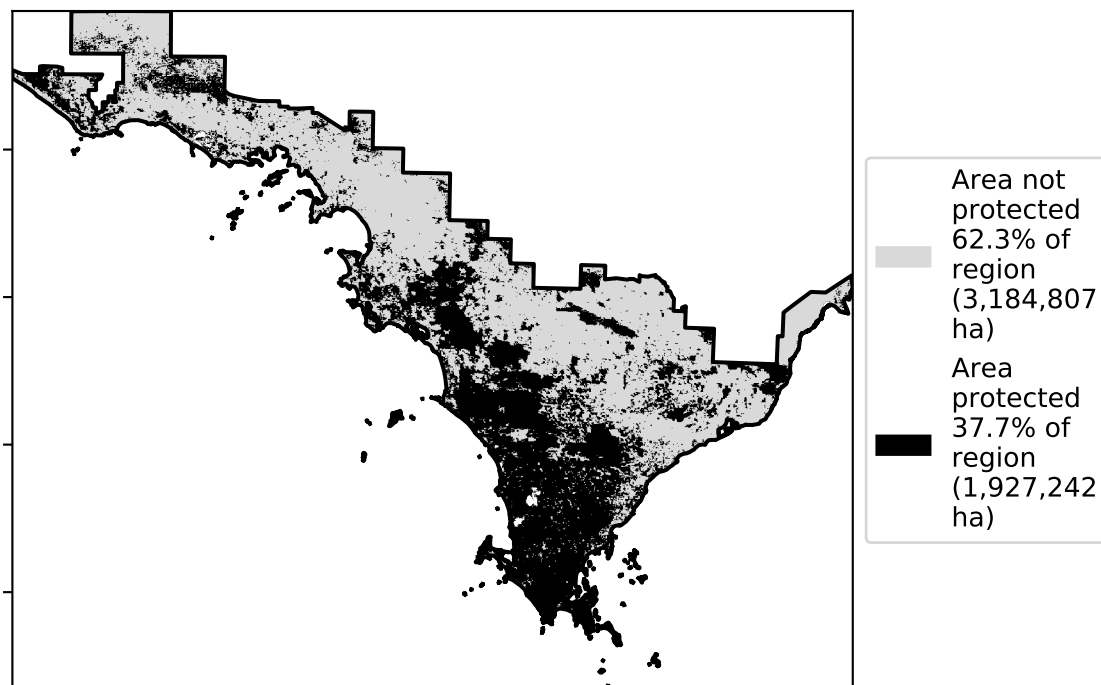 Area not
protected
62.3% of
region
(3,184,807
ha)
Area
protected
37.7% of
region
(1,927,242
ha)